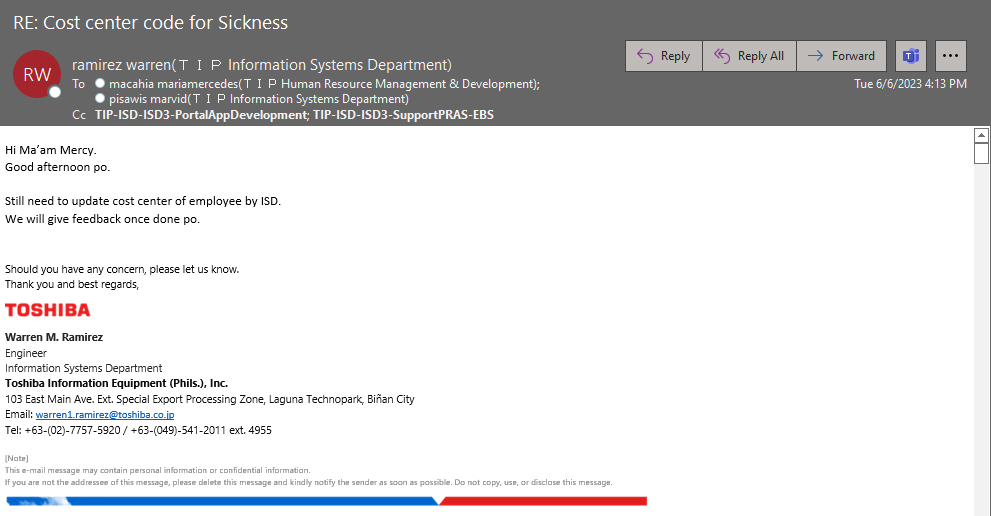 RE: Cost center code for Sickness
RW
ramirez warren(ＴＩＰ Information Systems Department)
To macahia mariamercedes(ＴＩＰ Human Resource Management & Development);
pisawis marvid(ＴＩＰ Information Systems Department)
Cc TIP-ISD-ISD3-PortalAppDevelopment; TIP-ISD-ISD3-SupportPRAS-EBS
Reply
Reply All
Forward
Tue 6/6/2023 4:13 PM
Hi Ma’am Mercy.
Good afternoon po.
Still need to update cost center of employee by ISD.
We will give feedback once done po.
Should you have any concern, please let us know.
Thank you and best regards,
TOSHIBA
Warren M. Ramirez
Engineer
Information Systems Department
Toshiba Information Equipment (Phils.), Inc.
103 East Main Ave. Ext. Special Export Processing Zone, Laguna Technopark, Biñan City
Email: warren1.ramirez@toshiba.co.jp
Tel: +63-(02)-7757-5920 / +63-(049)-541-2011 ext. 4955
[Note]
This e-mail message may contain personal information or confidential information.
If you are not the addressee of this message, please delete this message and kindly notify the sender as soon as possible. Do not copy, use, or disclose this message.